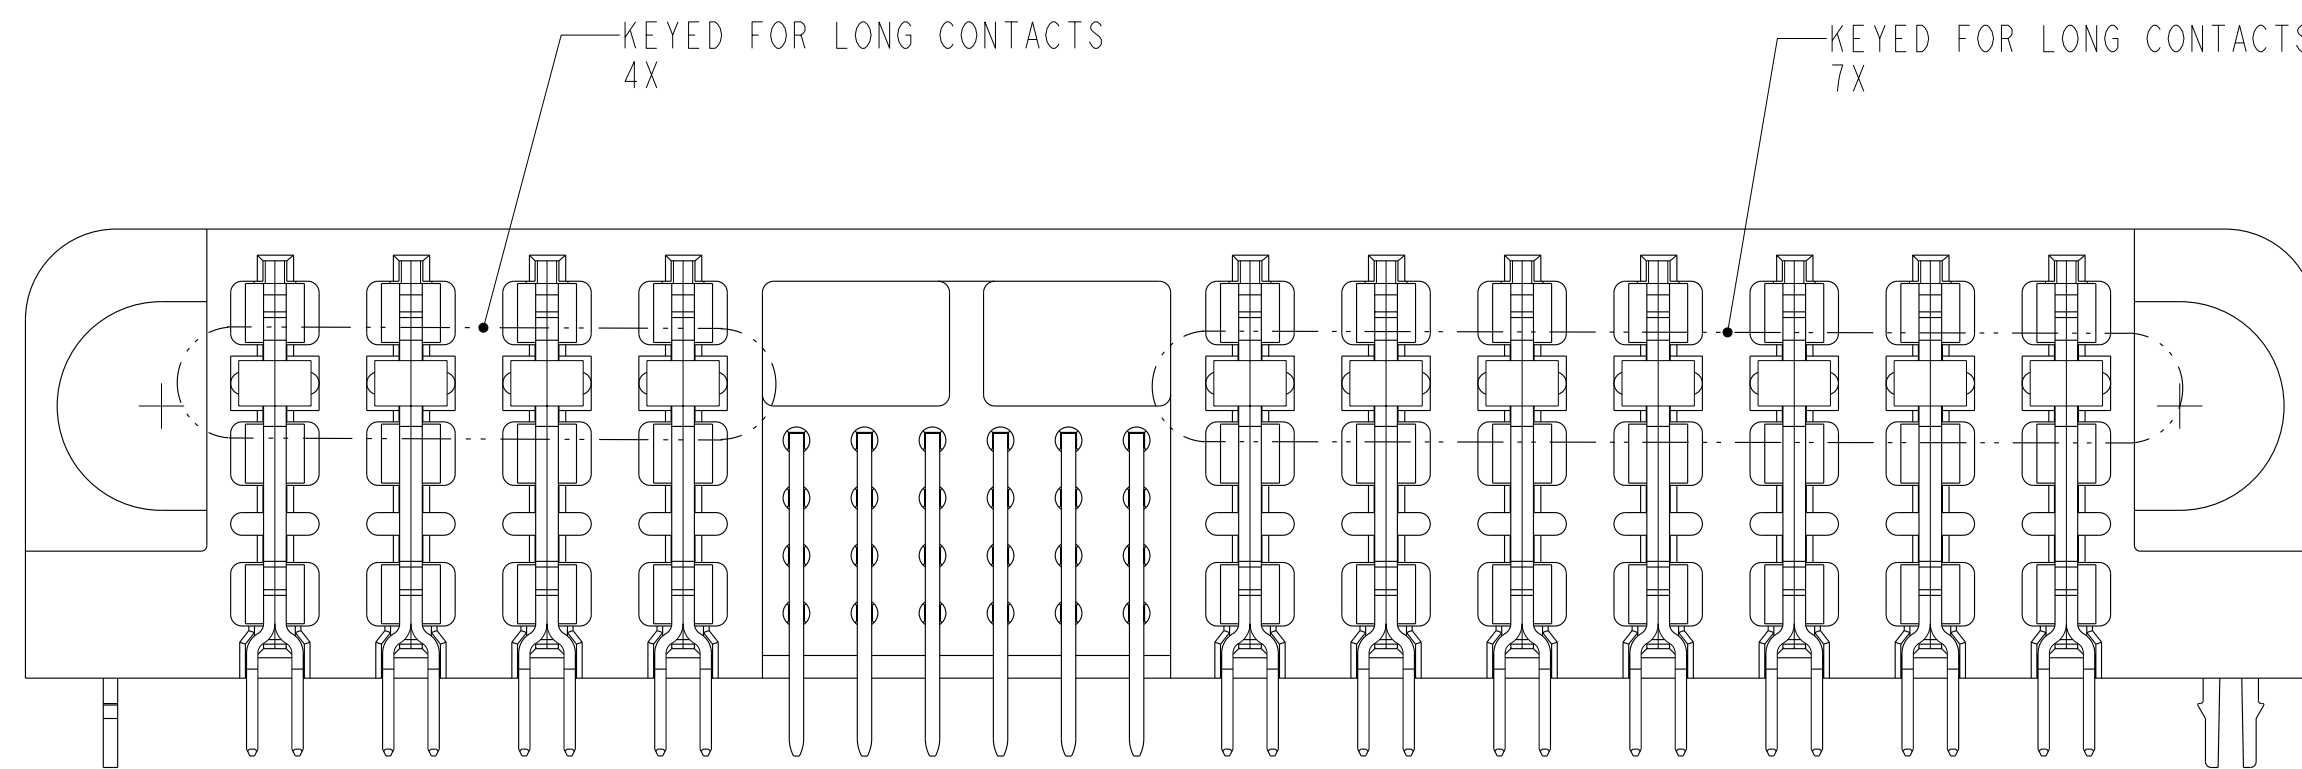 KEYED FOR LONG CONTACTS
4X
KEYED FOR LONG CONTACTS
7X